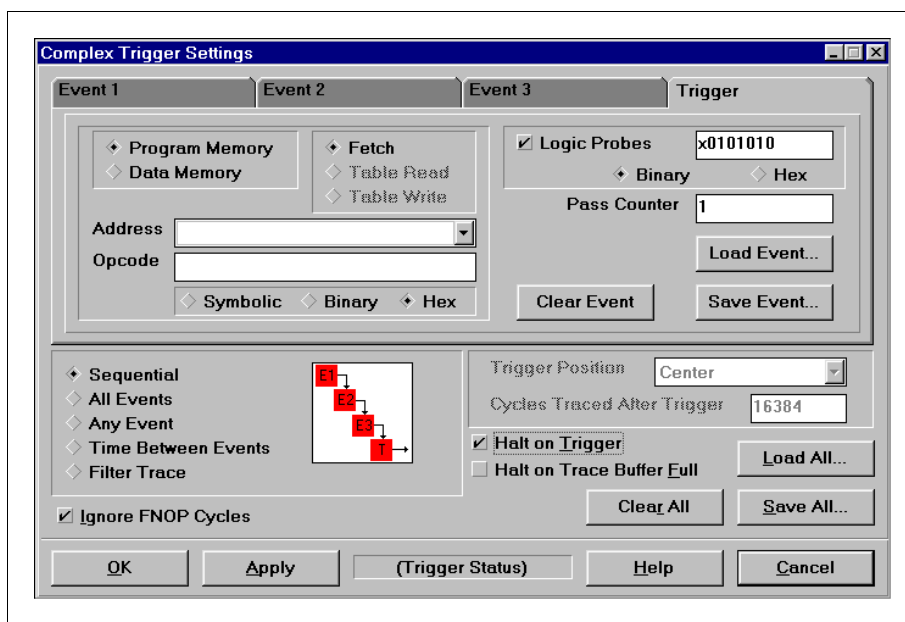 Complex Trigger Settings
Event 1
Event 2
Event 3
Trigger
Program Memory
Data Memory
Fetch
Table Read
Table Write
Address
Opcode
Symbolic
Binary
Hex
Logic Probes
x0101010
Binary
Hex
Pass Counter
1
Load Event...
Clear Event
Save Event...
Sequential
All Events
Any Event
Time Between Events
Filter Trace
E1
E2
E3
T
Ignore FNOP Cycles
Trigger Position
Center
Cycles Traced After Trigger
16384
Halt on Trigger
Halt on Trace Buffer Full
Load All...
Clear All
Save All...
OK
Apply
(Trigger Status)
Help
Cancel